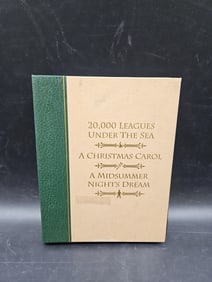 20,000 LEAGUES
UNDER THE SEA
A CHRISTMAS CAROL
A MIDSUMMER
NIGHT'S DREAM